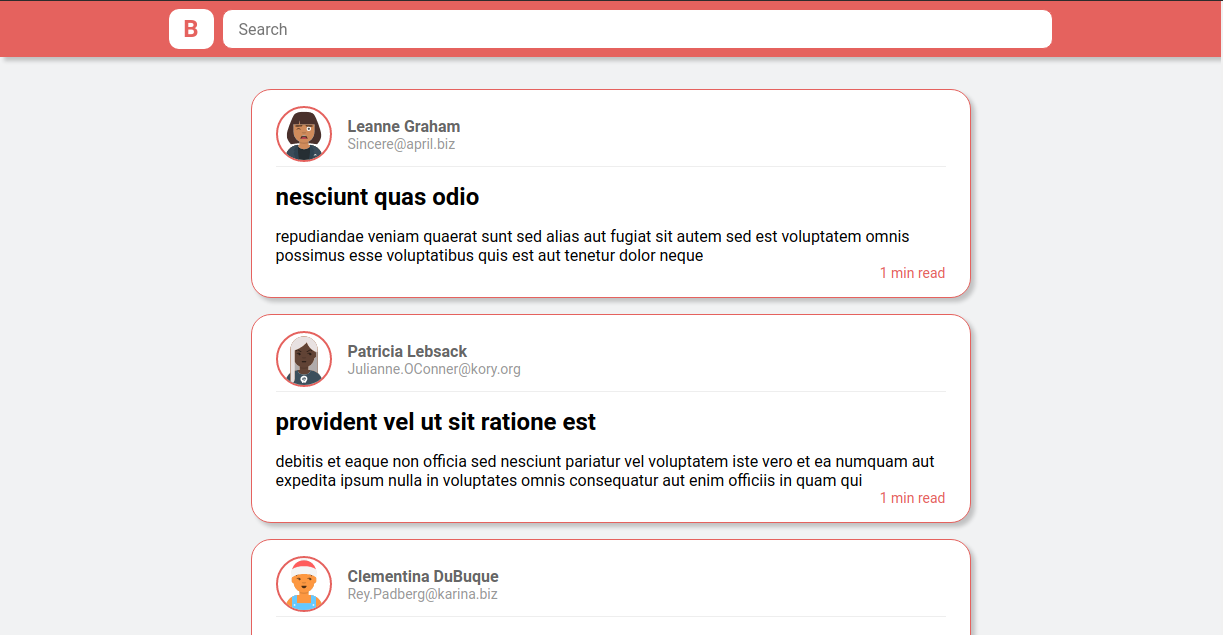 B
Search
Leanne Graham
Sincere@april.biz
nesciunt quas odio
repudiandae veniam quaerat sunt sed alias aut fugiat sit autem sed est voluptatem omnis
possimus esse voluptatibus quis est aut tenetur dolor neque
1 min read
Patricia Lebsack
Julianne.OConner@kory.org
provident vel ut sit ratione est
debitis et eaque non officia sed nesciunt pariatur vel voluptatem iste vero et ea numquam aut
expedita ipsum nulla in voluptates omnis consequatur aut enim officiis in quam qui
1 min read
Clementina DuBuque
Rey.Padberg@karina.biz